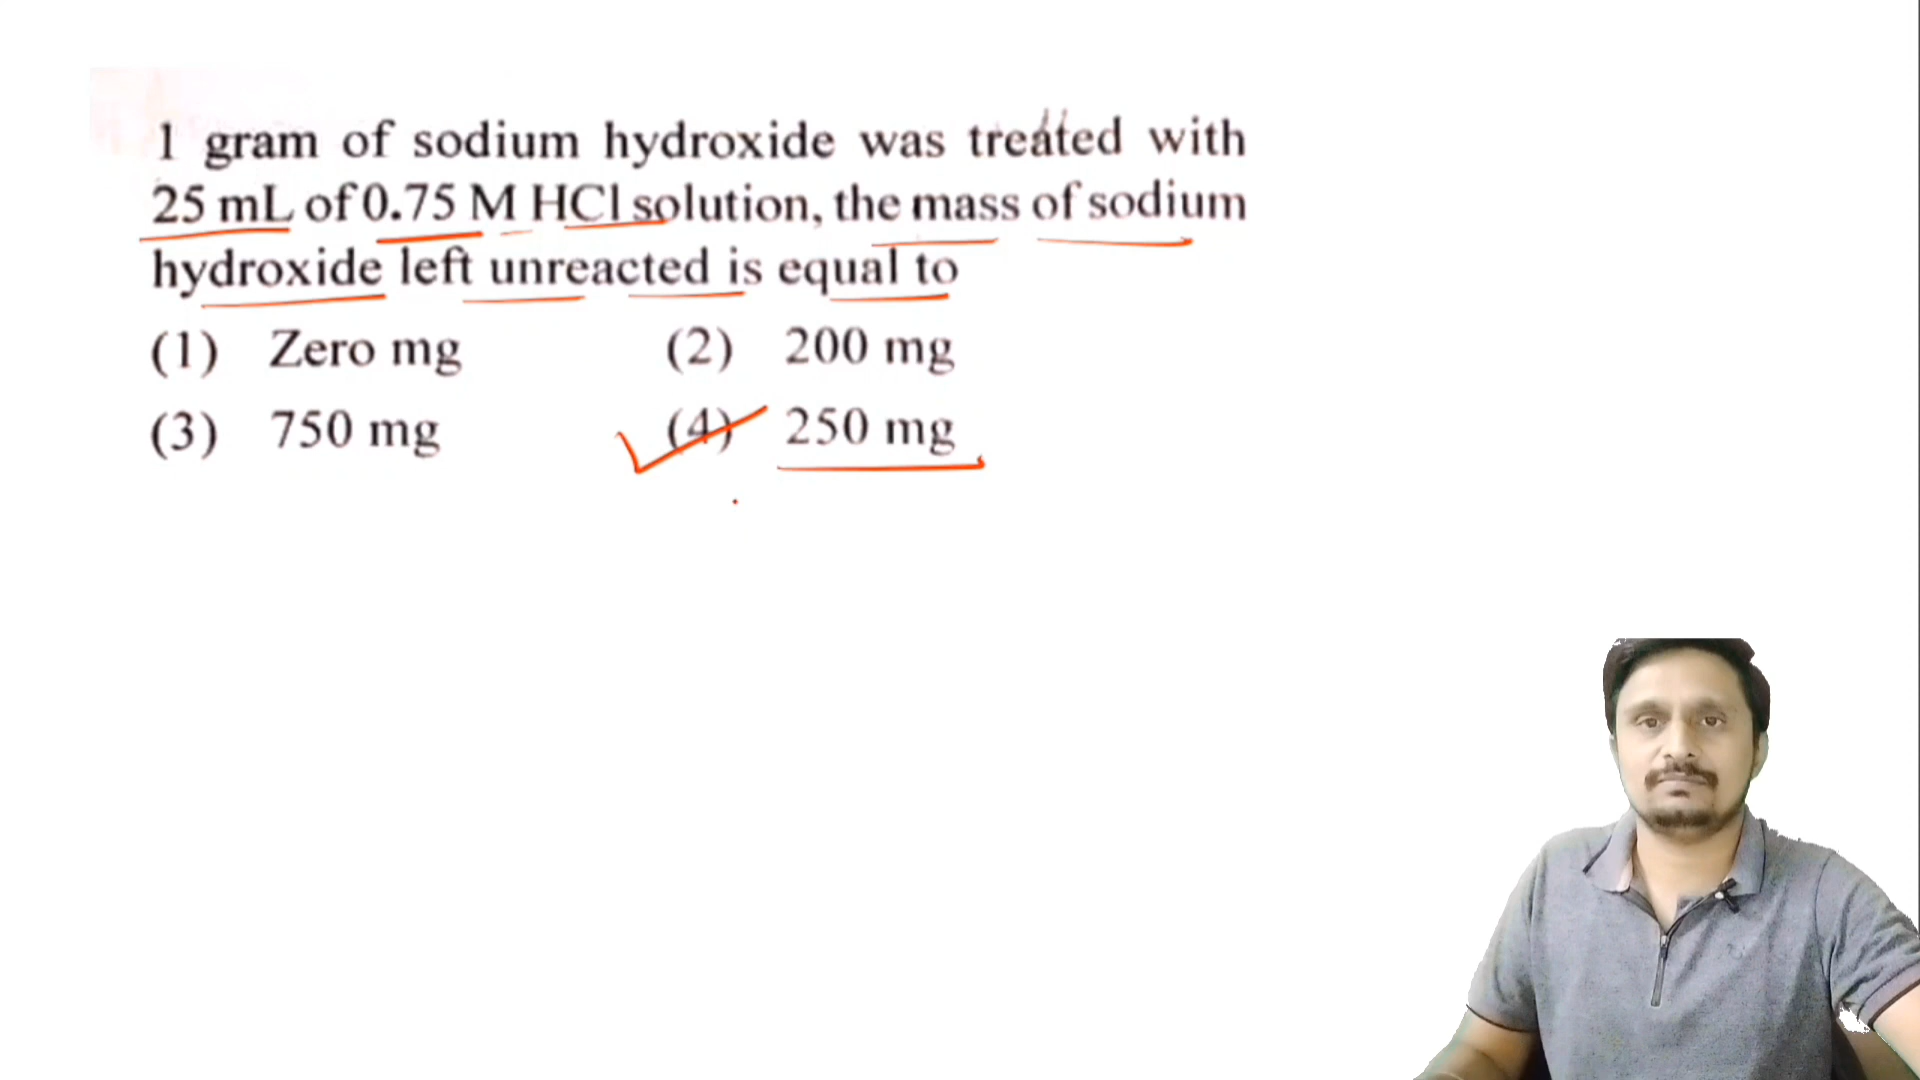 1 gram of sodium hydroxide was treated with
25 mL of 0.75 M HCl solution, the mass of sodium
hydroxide left unreacted is equal to
(1) Zero mg (2) 200 mg
(3) 750 mg (4) 250 mg